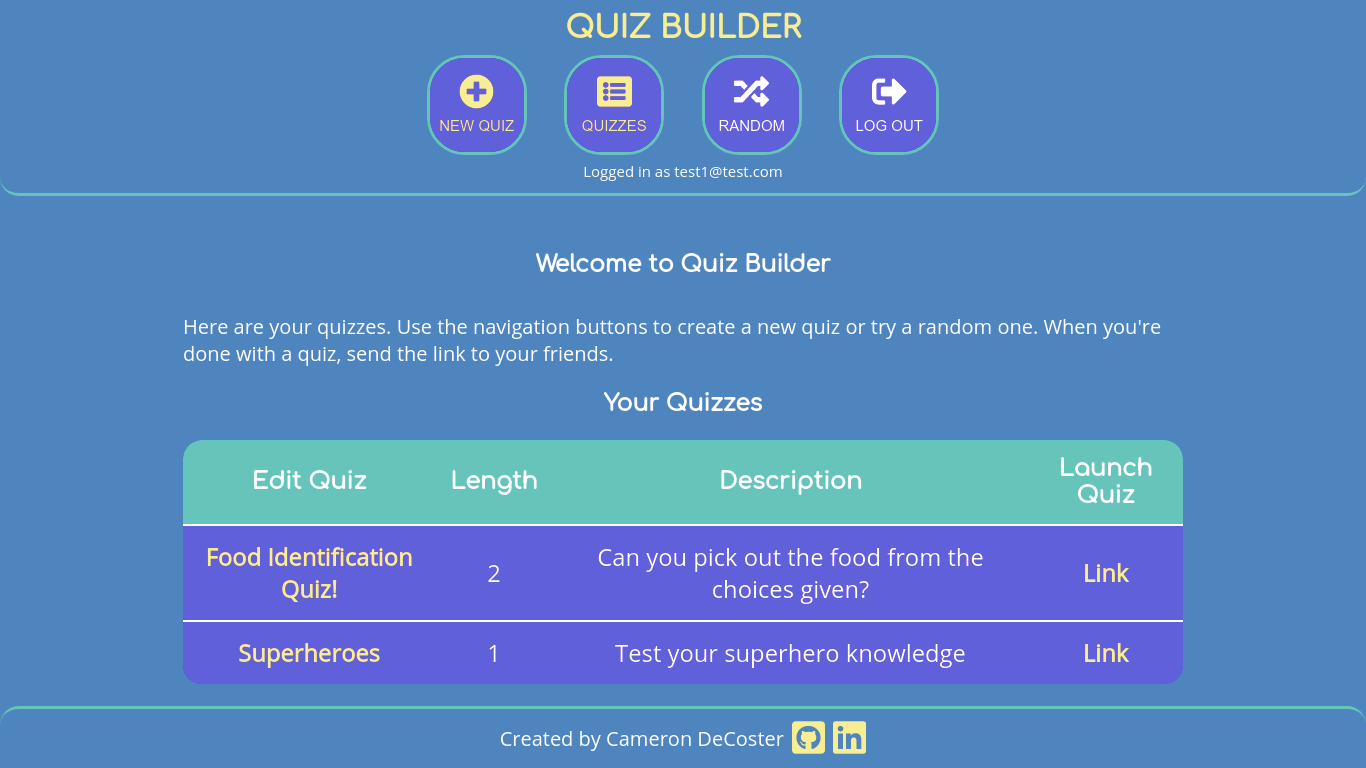 QUIZ BUILDER
NEW QUIZ
QUIZZES
RANDOM
LOG OUT
Logged in as test1@test.com
Welcome to Quiz Builder
Here are your quizzes. Use the navigation buttons to create a new quiz or try a random one. When you're
done with a quiz, send the link to your friends.
Your Quizzes
Edit Quiz
Length
Description
Launch
Quiz
Food Identification
Quiz!
2
Can you pick out the food from the
choices given?
Link
Superheroes
1
Test your superhero knowledge
Link
Created by Cameron DeCoster